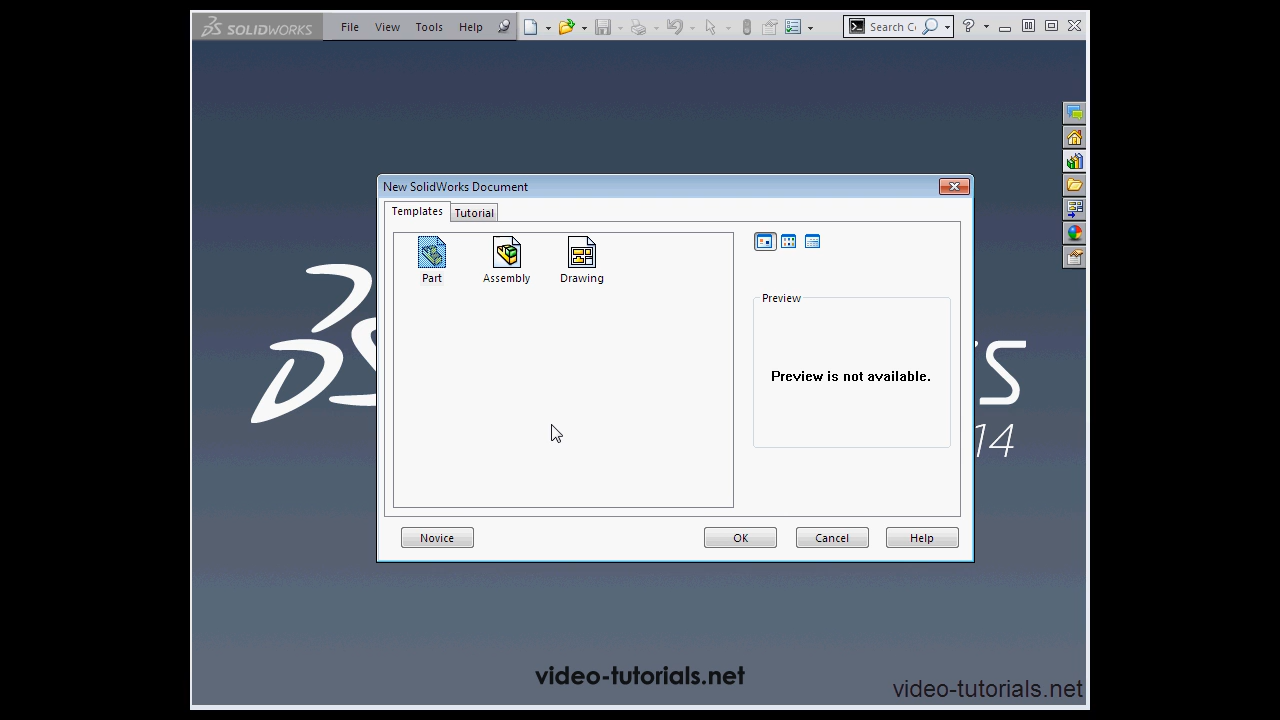 SOLIDWORKS File View Tools Help Search C
New SolidWorks Document
Templates Tutorial
Part Assembly Drawing
Preview
Preview is not available.
S
14
Novice OK Cancel Help
video-tutorials.net
video-tutorials.net